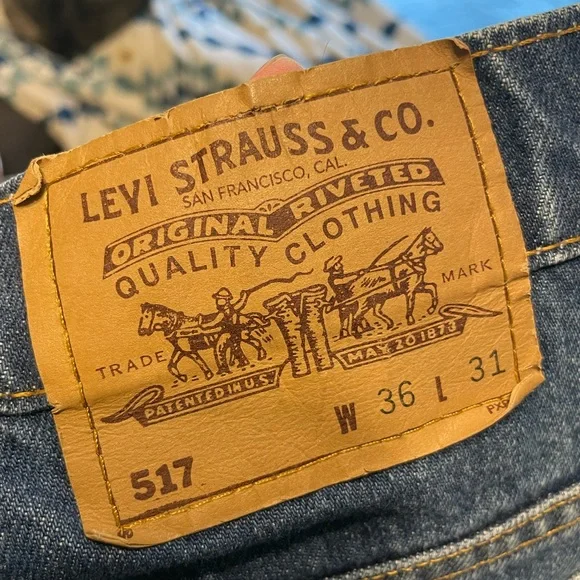 LEVI STRAUSS & CO.
SAN FRANCISCO, CAL.
ORIGINAL RIVETED
QUALITY CLOTHING
TRADE MARK
PATENTED IN U.S. MAY 20 1873
517 W 36 L 31